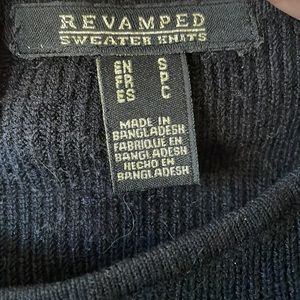 REVAMPED
SWEATER KNITS
EN S
FR P
ES C
MADE IN
BANGLADESH
FABRIQUÉ EN
BANGLADESH
HECHO EN
BANGLADESH